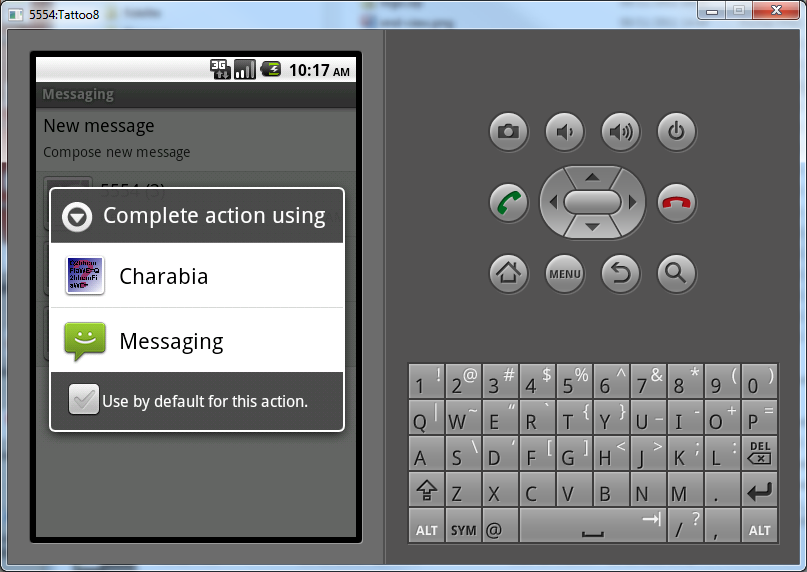 5554:Tattoo8
3G
10:17 AM
Messaging
New message
Compose new message
5554 (3)
Complete action using
Charabia
Messaging
Use by default for this action.
MENU
1 ! 2 @ 3 # 4 $ 5 % 6 ^ 7 & 8 * 9 ( 0 )
Q | W ~ E “ R ` T { Y } U _ I - O + P =
A S \ D ‘ F [ G ] H < J > K ; L : DEL
Z X C V B N M .
ALT SYM @ / ? , ALT